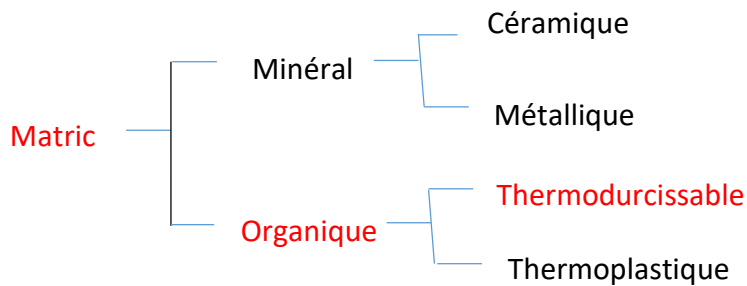 Céramique
Minéral
Métallique
Matric
Thermodurcissable
Organique
Thermoplastique